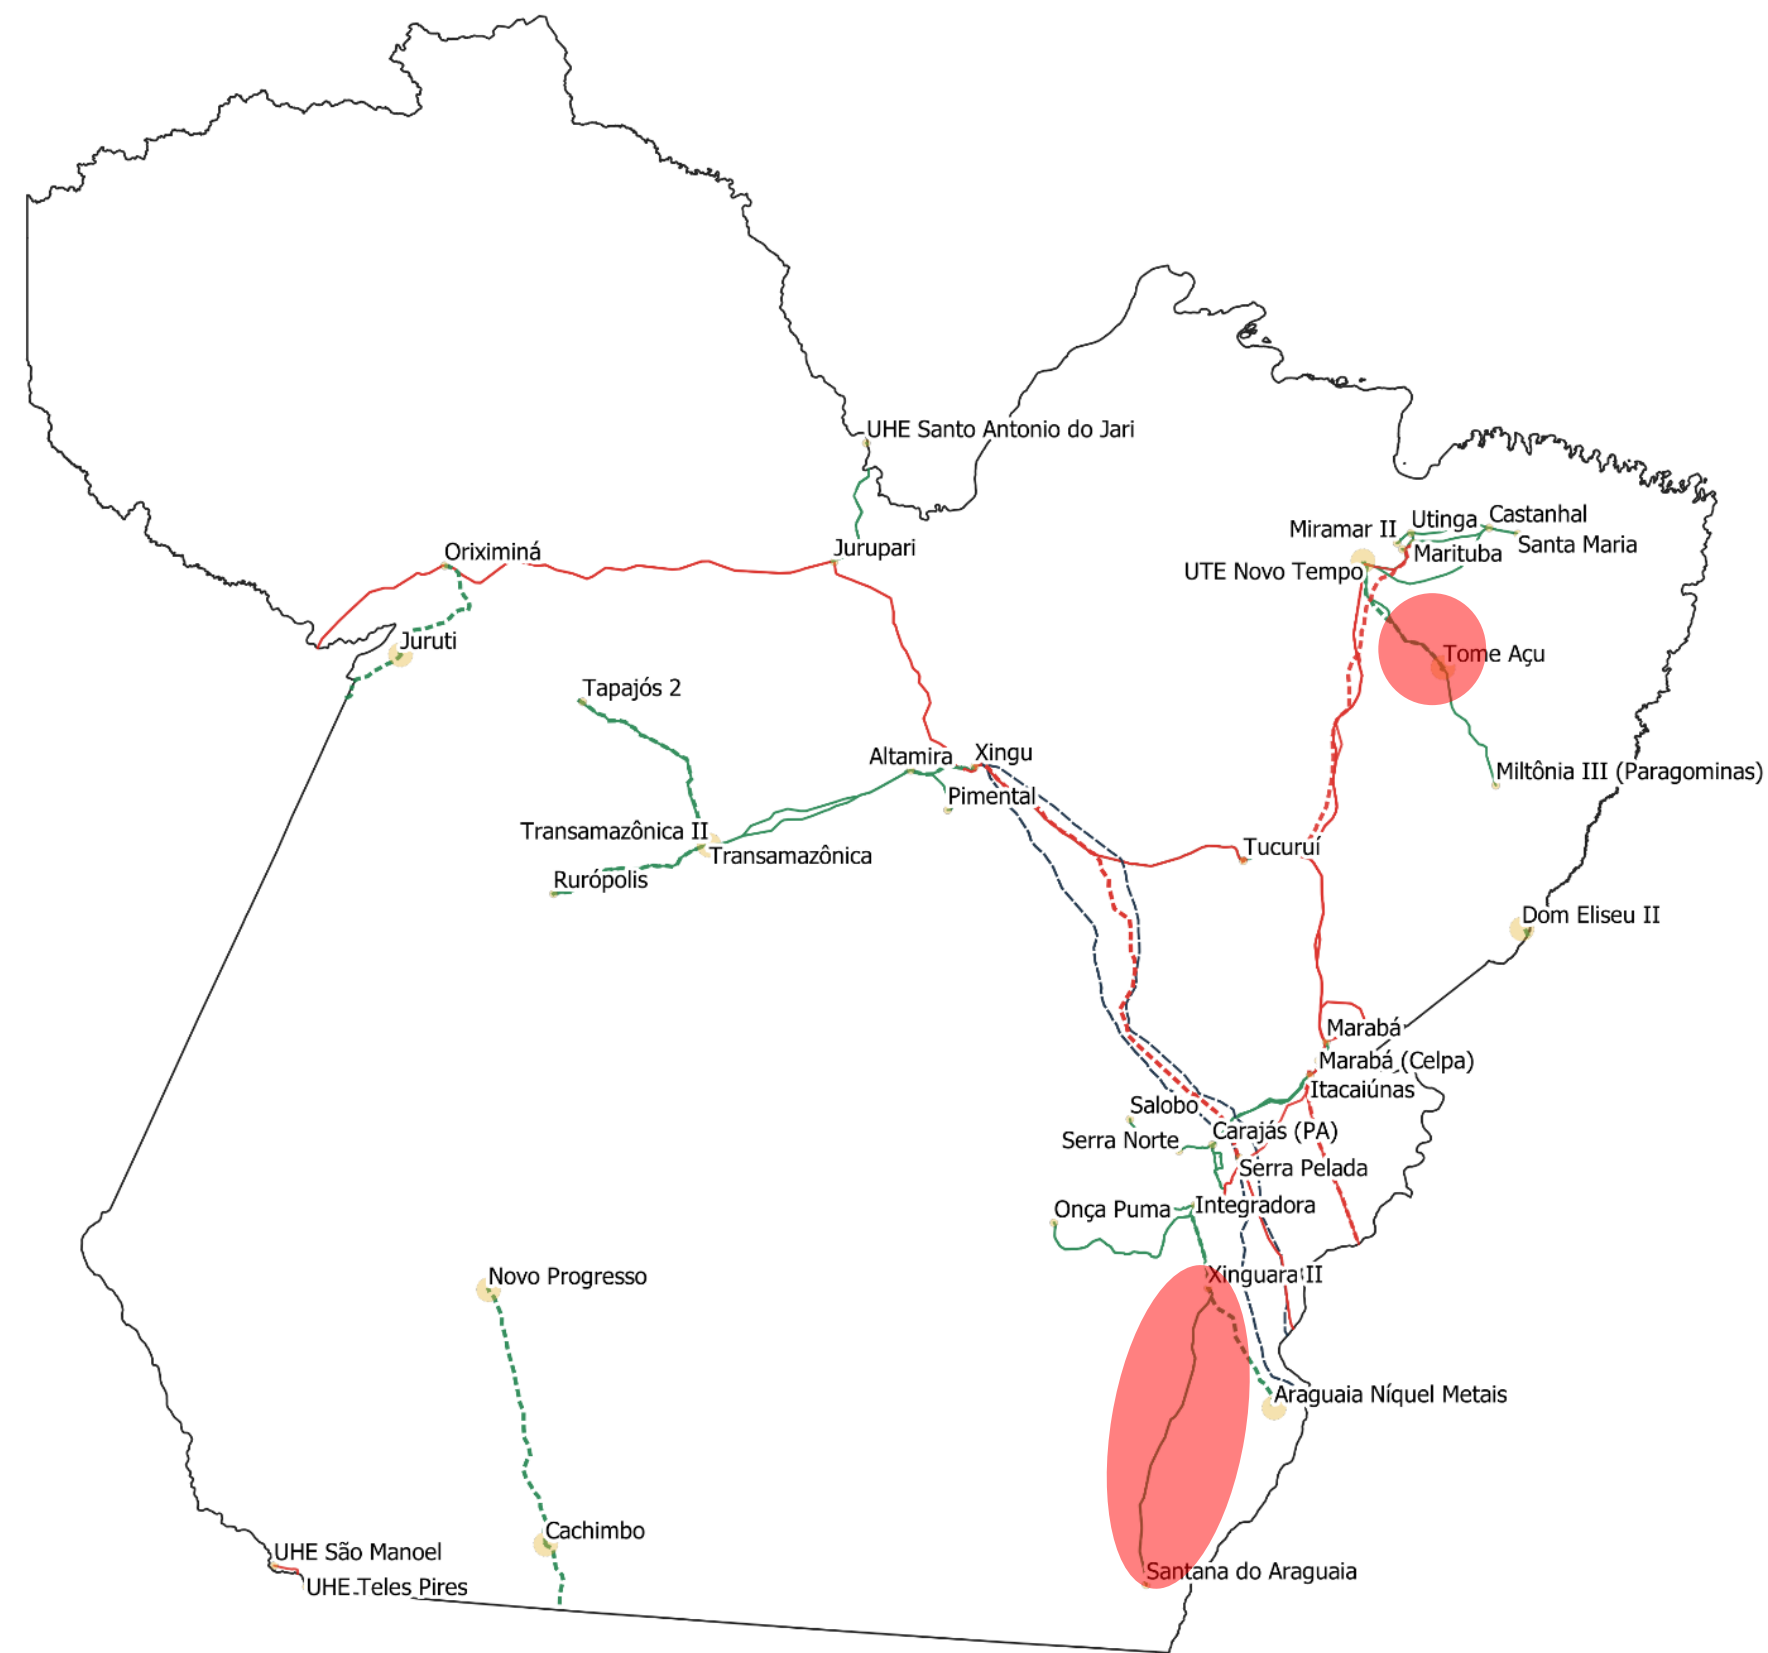 UHE Santo Antonio do Jari
Oriximiná
Jurupari
Miramar II
Utinga
Castanhal
Santa Maria
Marituba
UTE Novo Tempo
Juruti
Tome Açu
Tapajós 2
Altamira
Xingu
Miltônia III (Paragominas)
Pimental
Transamazônica II
Transamazônica
Tucuruí
Rurópolis
Dom Eliseu II
Marabá
Marabá (Celpa)
Itacaiúnas
Salobo
Carajás (PA)
Serra Norte
Serra Pelada
Onça Puma
Integradora
Xinguara II
Novo Progresso
Araguaia Níquel Metais
Cachimbo
UHE São Manoel
UHE Teles Pires
Santana do Araguaia